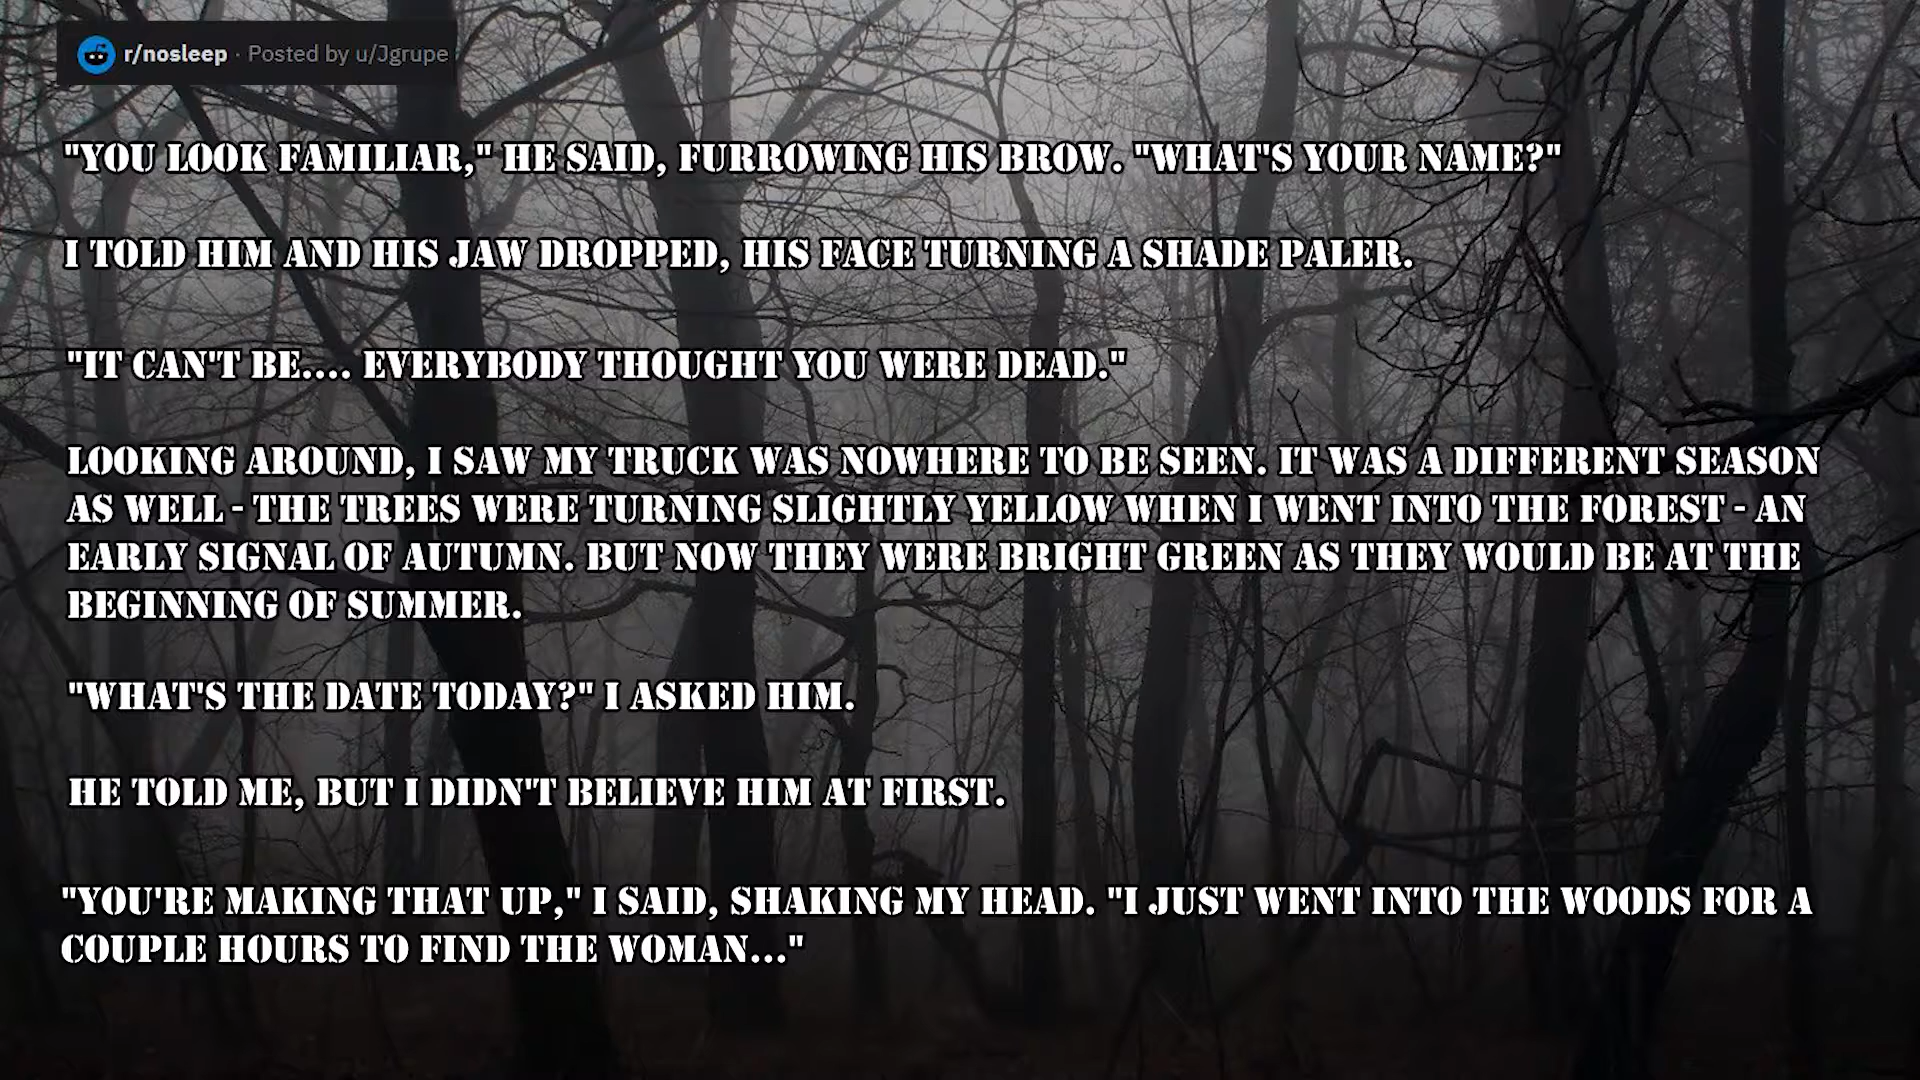 r/nosleep · Posted by u/Jgrupe
"YOU LOOK FAMILIAR," HE SAID, FURROWING HIS BROW. "WHAT'S YOUR NAME?"
I TOLD HIM AND HIS JAW DROPPED, HIS FACE TURNING A SHADE PALER.
"IT CAN'T BE.... EVERYBODY THOUGHT YOU WERE DEAD."
LOOKING AROUND, I SAW MY TRUCK WAS NOWHERE TO BE SEEN. IT WAS A DIFFERENT SEASON
AS WELL - THE TREES WERE TURNING SLIGHTLY YELLOW WHEN I WENT INTO THE FOREST - AN
EARLY SIGNAL OF AUTUMN. BUT NOW THEY WERE BRIGHT GREEN AS THEY WOULD BE AT THE
BEGINNING OF SUMMER.
"WHAT'S THE DATE TODAY?" I ASKED HIM.
HE TOLD ME, BUT I DIDN'T BELIEVE HIM AT FIRST.
"YOU'RE MAKING THAT UP," I SAID, SHAKING MY HEAD. "I JUST WENT INTO THE WOODS FOR A
COUPLE HOURS TO FIND THE WOMAN..."